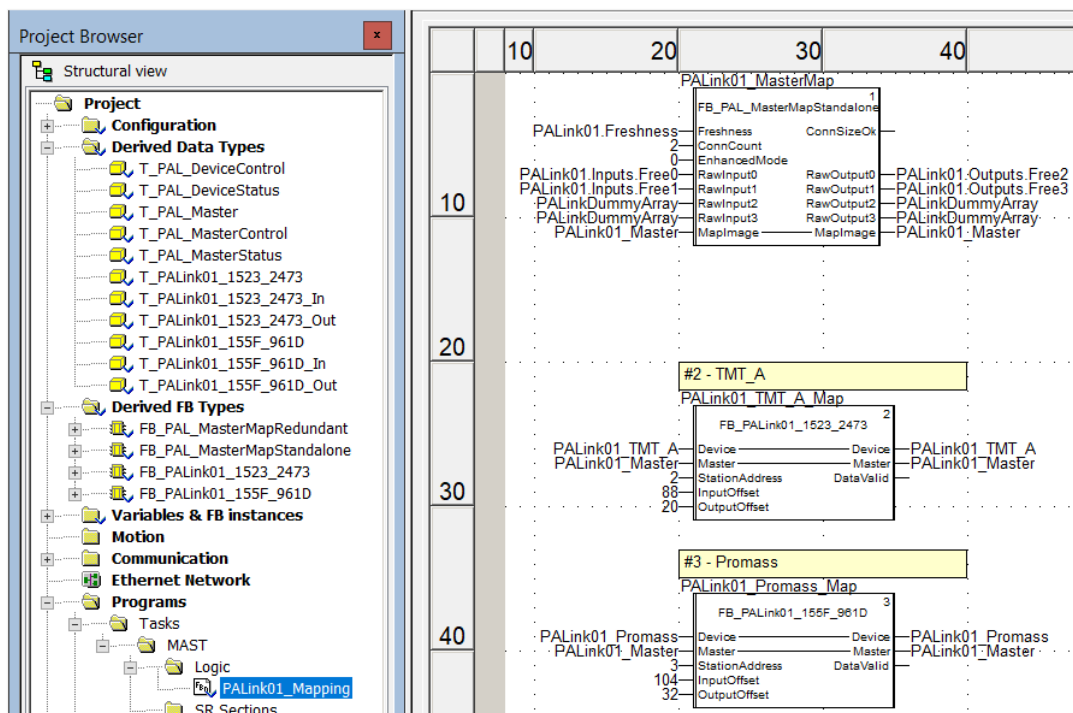 Project Browser
x
Structural view
Project
Configuration
Derived Data Types
T_PAL_DeviceControl
T_PAL_DeviceStatus
T_PAL_Master
T_PAL_MasterControl
T_PAL_MasterStatus
T_PALink01_1523_2473
T_PALink01_1523_2473_In
T_PALink01_1523_2473_Out
T_PALink01_155F_961D
T_PALink01_155F_961D_In
T_PALink01_155F_961D_Out
Derived FB Types
FB_PAL_MasterMapRedundant
FB_PAL_MasterMapStandalone
FB_PALink01_1523_2473
FB_PALink01_155F_961D
Variables & FB instances
Motion
Communication
Ethernet Network
Programs
Tasks
MAST
Logic
FBD PALink01_Mapping
SR Sections
10 20 30 40
PALink01_MasterMap
1
FB_PAL_MasterMapStandalone
PALink01.Freshness Freshness ConnSizeOk
2 ConnCount
0 EnhancedMode
PALink01.Inputs.Free0 RawInput0 RawOutput0 PALink01.Outputs.Free2
PALink01.Inputs.Free1 RawInput1 RawOutput1 PALink01.Outputs.Free3
10 PALinkDummyArray RawInput2 RawOutput2 PALinkDummyArray
PALinkDummyArray RawInput3 RawOutput3 PALinkDummyArray
PALink01_Master MapImage MapImage PALink01_Master
20
#2 - TMT_A
PALink01_TMT_A_Map
2
FB_PALink01_1523_2473
PALink01_TMT_A Device Device PALink01_TMT_A
PALink01_Master Master Master PALink01_Master
2 StationAddress DataValid
30 88 InputOffset
20 OutputOffset
#3 - Promass
PALink01_Promass_Map
3
FB_PALink01_155F_961D
40 PALink01_Promass Device Device PALink01_Promass
PALink01_Master Master Master PALink01_Master
3 StationAddress DataValid
104 InputOffset
32 OutputOffset